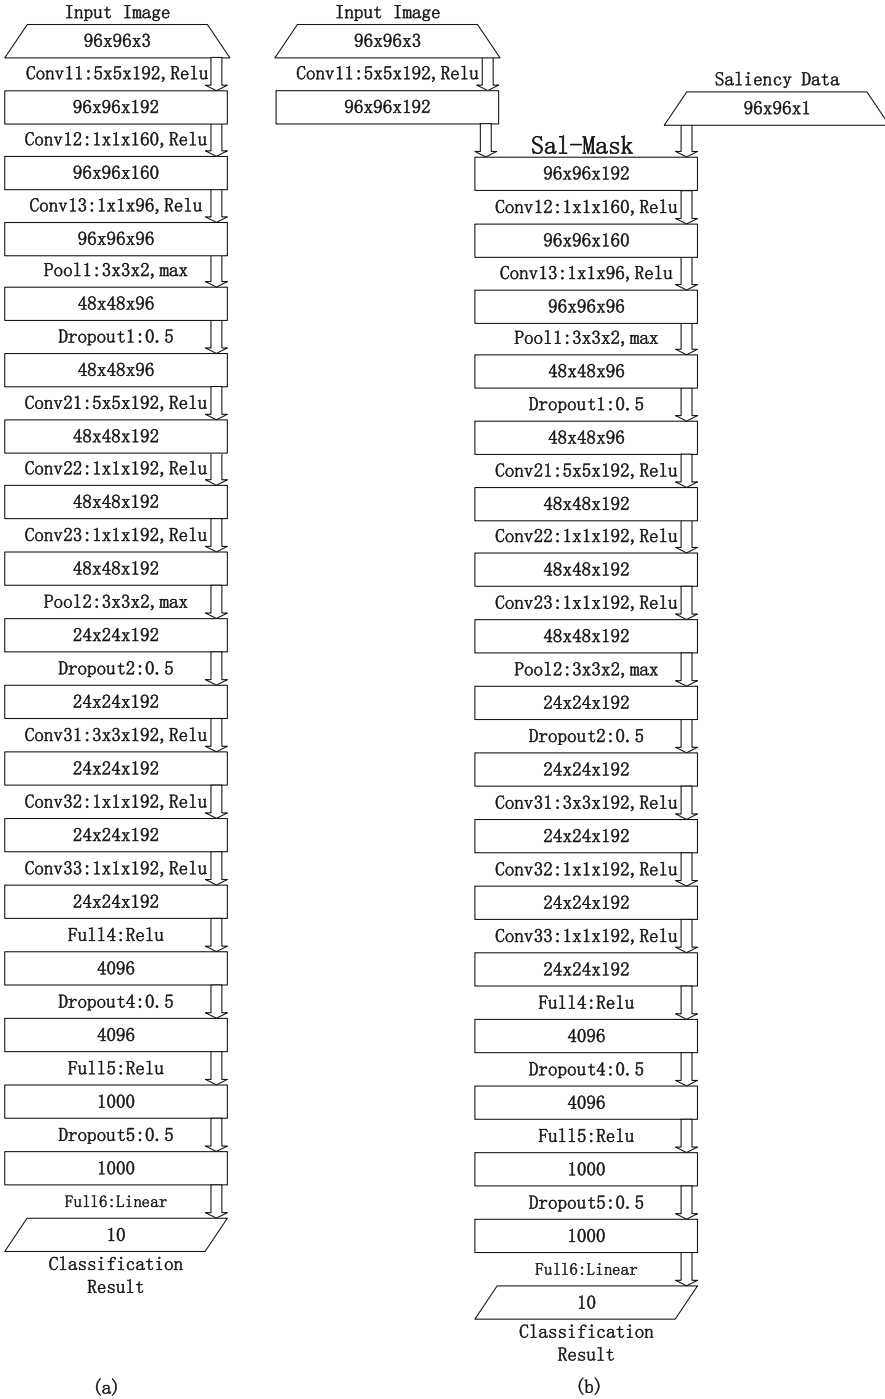 Input Image
96x96x3
Conv11:5x5x192,Relu
96x96x192
Conv12:1x1x160,Relu
96x96x160
Conv13:1x1x96,Relu
96x96x96
Pool1:3x3x2,max
48x48x96
Dropout1:0.5
48x48x96
Conv21:5x5x192,Relu
48x48x192
Conv22:1x1x192,Relu
48x48x192
Conv23:1x1x192,Relu
48x48x192
Pool2:3x3x2,max
24x24x192
Dropout2:0.5
24x24x192
Conv31:3x3x192,Relu
24x24x192
Conv32:1x1x192,Relu
24x24x192
Conv33:1x1x192,Relu
24x24x192
Full4:Relu
4096
Dropout4:0.5
4096
Full5:Relu
1000
Dropout5:0.5
1000
Full6:Linear
10
Classification
Result
(a)
Input Image
96x96x3
Conv11:5x5x192,Relu
96x96x192
Saliency Data
96x96x1
Sal-Mask
96x96x192
Conv12:1x1x160,Relu
96x96x160
Conv13:1x1x96,Relu
96x96x96
Pool1:3x3x2,max
48x48x96
Dropout1:0.5
48x48x96
Conv21:5x5x192,Relu
48x48x192
Conv22:1x1x192,Relu
48x48x192
Conv23:1x1x192,Relu
48x48x192
Pool2:3x3x2,max
24x24x192
Dropout2:0.5
24x24x192
Conv31:3x3x192,Relu
24x24x192
Conv32:1x1x192,Relu
24x24x192
Conv33:1x1x192,Relu
24x24x192
Full4:Relu
4096
Dropout4:0.5
4096
Full5:Relu
1000
Dropout5:0.5
1000
Full6:Linear
10
Classification
Result
(b)